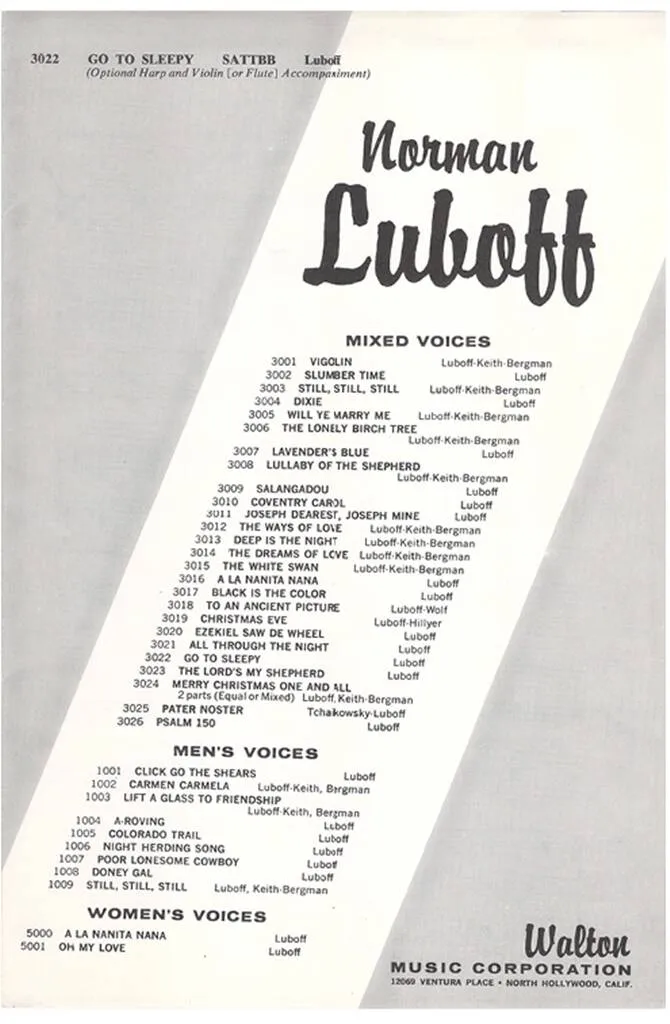 3022 GO TO SLEEPY SATTBB Luboff
(Optional Harp and Violin [or Flute] Accompaniment)
Norman
Luboff
MIXED VOICES
3001 VIGOLIN Luboff-Keith-Bergman
3002 SLUMBER TIME Luboff
3003 STILL, STILL, STILL Luboff-Keith-Bergman
3004 DIXIE Luboff
3005 WILL YE MARRY ME Luboff-Keith-Bergman
3006 THE LONELY BIRCH TREE
Luboff-Keith-Bergman
3007 LAVENDER'S BLUE Luboff
3008 LULLABY OF THE SHEPHERD
Luboff-Keith-Bergman
3009 SALANGADOU Luboff
3010 COVENTRY CAROL Luboff
3011 JOSEPH DEAREST, JOSEPH MINE Luboff
3012 THE WAYS OF LOVE Luboff-Keith-Bergman
3013 DEEP IS THE NIGHT Luboff-Keith-Bergman
3014 THE DREAMS OF LOVE Luboff-Keith-Bergman
3015 THE WHITE SWAN Luboff-Keith-Bergman
3016 A LA NANITA NANA Luboff
3017 BLACK IS THE COLOR Luboff
3018 TO AN ANCIENT PICTURE Luboff-Wolf
3019 CHRISTMAS EVE Luboff-Hillyer
3020 EZEKIEL SAW DE WHEEL Luboff
3021 ALL THROUGH THE NIGHT Luboff
3022 GO TO SLEEPY Luboff
3023 THE LORD'S MY SHEPHERD Luboff
3024 MERRY CHRISTMAS ONE AND ALL
2 parts (Equal or Mixed) Luboff, Keith-Bergman
3025 PATER NOSTER Tchaikowsky-Luboff
3026 PSALM 150 Luboff
MEN'S VOICES
1001 CLICK GO THE SHEARS Luboff
1002 CARMEN CARMELA Luboff-Keith, Bergman
1003 LIFT A GLASS TO FRIENDSHIP
Luboff-Keith, Bergman
1004 A-ROVING Luboff
1005 COLORADO TRAIL Luboff
1006 NIGHT HERDING SONG Luboff
1007 POOR LONESOME COWBOY Luboff
1008 DONEY GAL Luboff
1009 STILL, STILL, STILL Luboff, Keith-Bergman
WOMEN'S VOICES
5000 A LA NANITA NANA Luboff
5001 OH MY LOVE Luboff
Walton
MUSIC CORPORATION
12069 VENTURA PLACE • NORTH HOLLYWOOD, CALIF.